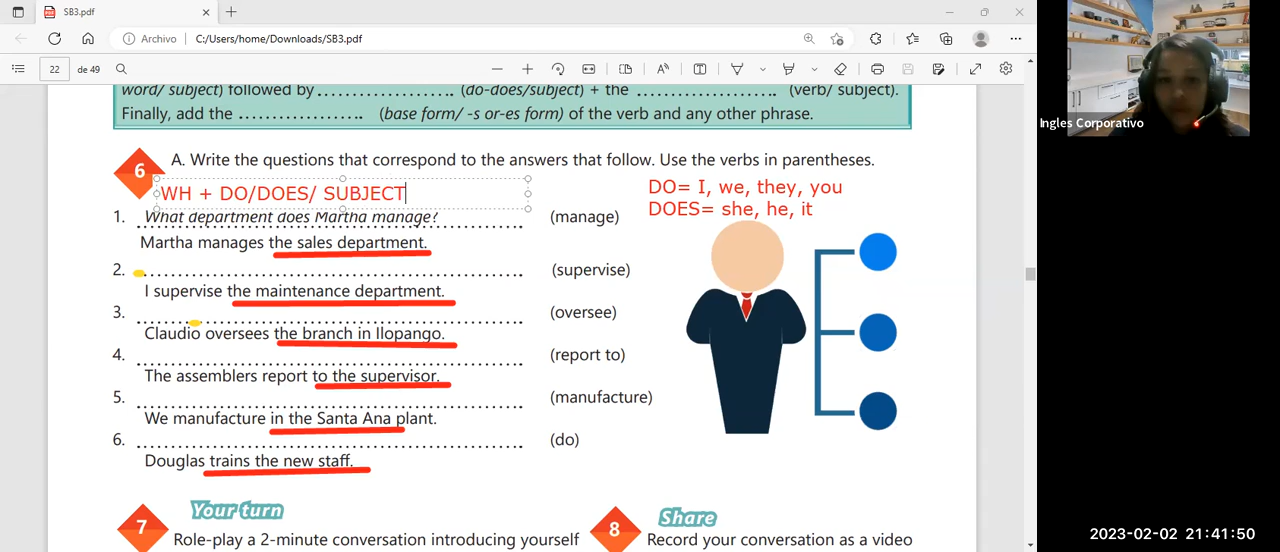 SB3.pdf
Archivo C:/Users/home/Downloads/SB3.pdf
22 de 49
word/ subject) followed by .................... (do-does/subject) + the .................... (verb/ subject).
Finally, add the .................. (base form/ -s or-es form) of the verb and any other phrase.
6
A. Write the questions that correspond to the answers that follow. Use the verbs in parentheses.
WH + DO/DOES/ SUBJECT
DO= I, we, they, you
DOES= she, he, it
1. What department does Martha manage? (manage)
Martha manages the sales department.
2. (supervise)
I supervise the maintenance department.
3. (oversee)
Claudio oversees the branch in Ilopango.
4. (report to)
The assemblers report to the supervisor.
5. (manufacture)
We manufacture in the Santa Ana plant.
6. (do)
Douglas trains the new staff.
7
Your turn
Role-play a 2-minute conversation introducing yourself
8
Share
Record your conversation as a video
Ingles Corporativo
2023-02-02 21:41:50